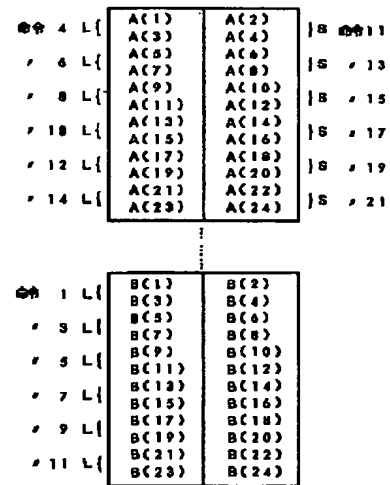 A(1) A(2)
命令 4 L{ A(3) A(4) }S 命令11
A(5) A(6)
〃 6 L{ A(7) A(8) }S 〃 13
A(9) A(10)
〃 8 L{ A(11) A(12) }S 〃 15
A(13) A(14)
〃 10 L{ A(15) A(16) }S 〃 17
A(17) A(18)
〃 12 L{ A(19) A(20) }S 〃 19
A(21) A(22)
〃 14 L{ A(23) A(24) }S 〃 21
B(1) B(2)
命令 1 L{ B(3) B(4)
B(5) B(6)
〃 3 L{ B(7) B(8)
B(9) B(10)
〃 5 L{ B(11) B(12)
B(13) B(14)
〃 7 L{ B(15) B(16)
B(17) B(18)
〃 9 L{ B(19) B(20)
B(21) B(22)
〃 11 L{ B(23) B(24)